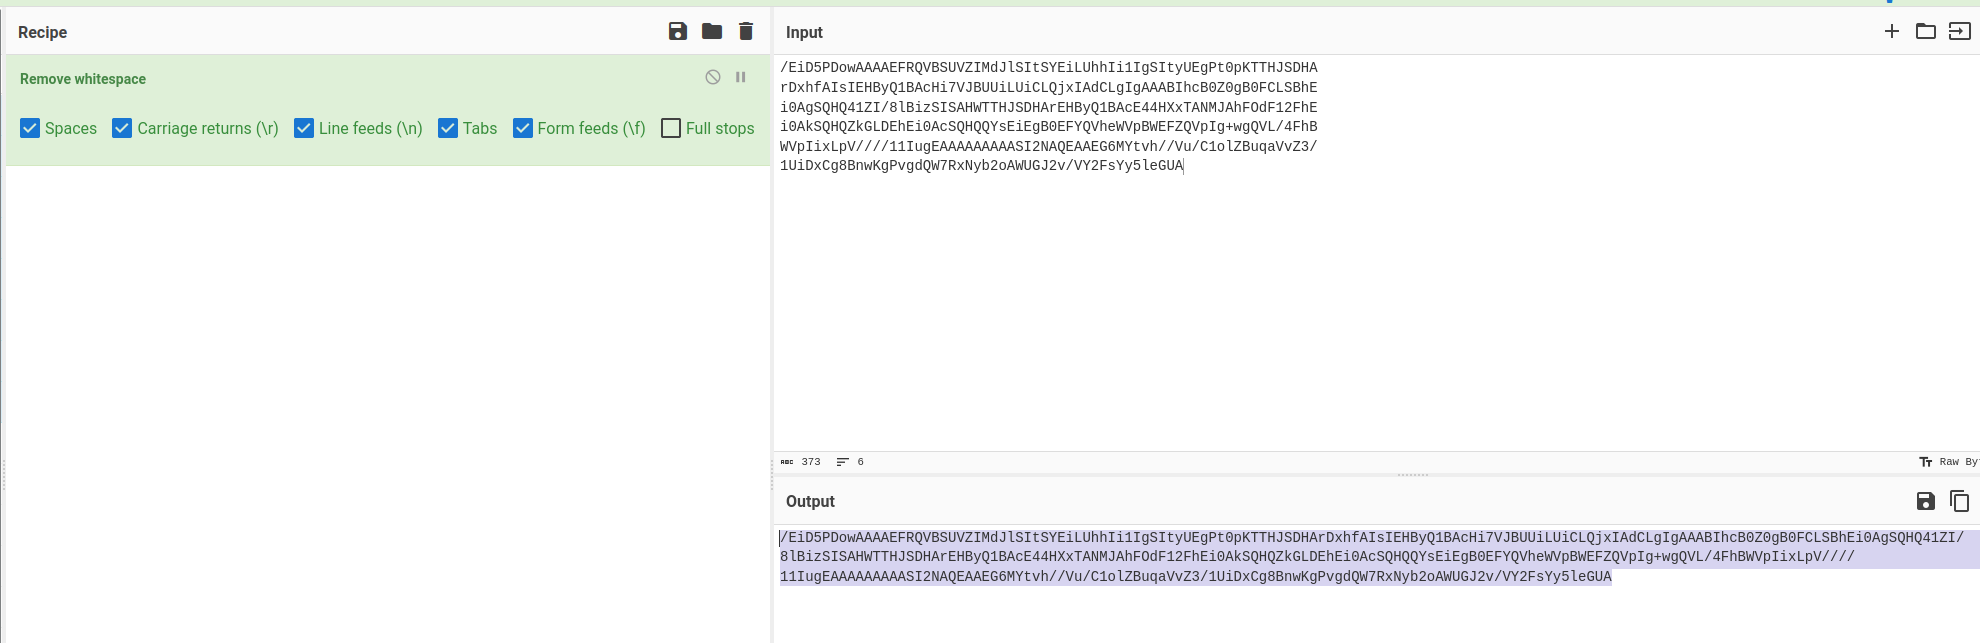 Recipe
Remove whitespace
Spaces Carriage returns (\r) Line feeds (\n) Tabs Form feeds (\f) Full stops
Input
/EiD5PDowAAAAEFRQVBSUVZIMdJlSItSYEiLUhhIi1IgSItyUEgPt0pKTTHJSDHA
rDxhfAIsIEHByQ1BAcHi7VJBUUiLUiCLQjxIAdCLgIgAAABIhcB0Z0gB0FCLSBhE
i0AgSQHQ41ZI/8lBizSISAHWTTHJSDHArEHByQ1BAcE44HXxTANMJAhFOdF12FhE
i0AkSQHQZkGLDEhEi0AcSQHQQYsEiEgB0EFYQVheWVpBWEFZQVpIg+wgQVL/4FhB
WVpIixLpV////11IugEAAAAAAAAASI2NAQEAAEG6MYtvh//Vu/C1olZBuqaVvZ3/
1UiDxCg8BnwKgPvgdQW7RxNyb2oAWUGJ2v/VY2FsYy5leGUA
ABC 373 6
Tт Raw By
Output
/EiD5PDowAAAAEFRQVBSUVZIMdJlSItSYEiLUhhIi1IgSItyUEgPt0pKTTHJSDHArDxhfAIsIEHByQ1BAcHi7VJBUUiLUiCLQjxIAdCLgIgAAABIhcB0Z0gB0FCLSBhEi0AgSQHQ41ZI/
8lBizSISAHWTTHJSDHArEHByQ1BAcE44HXxTANMJAhFOdF12FhEi0AkSQHQZkGLDEhEi0AcSQHQQYsEiEgB0EFYQVheWVpBWEFZQVpIg+wgQVL/4FhBWVpIixLpV////
11IugEAAAAAAAAASI2NAQEAAEG6MYtvh//Vu/C1olZBuqaVvZ3/1UiDxCg8BnwKgPvgdQW7RxNyb2oAWUGJ2v/VY2FsYy5leGUA